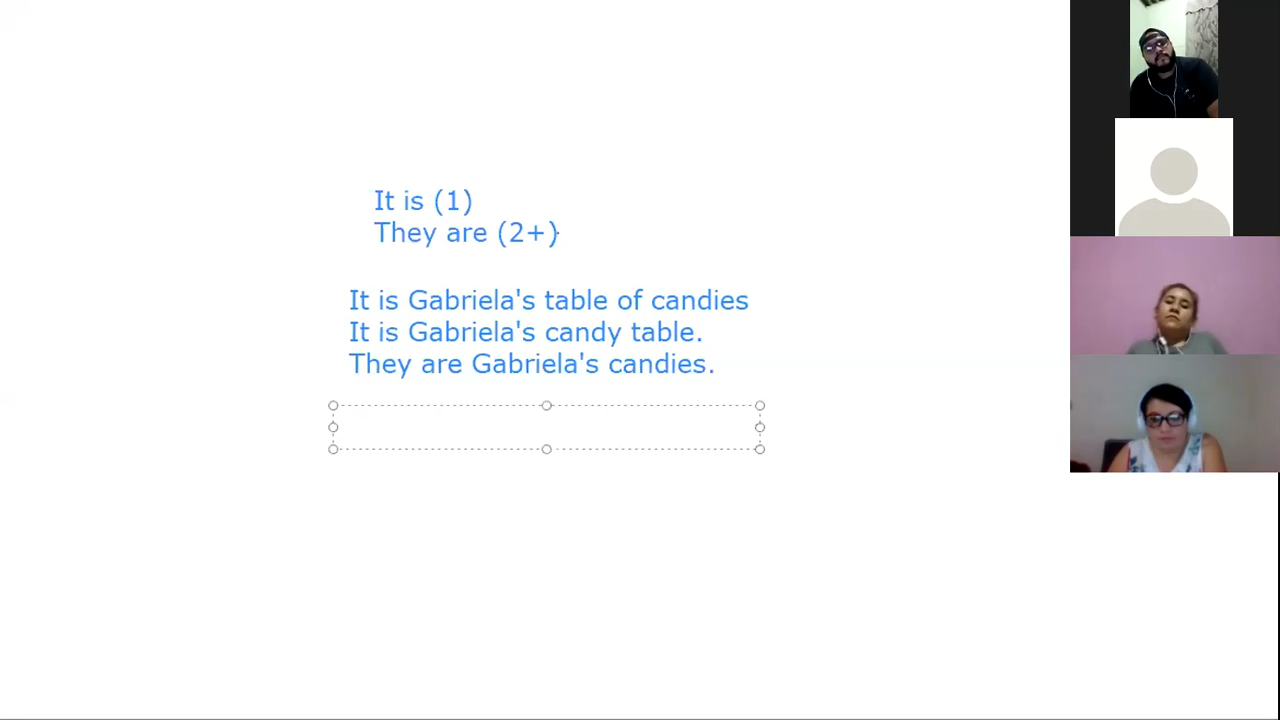 It is (1)
They are (2+)
It is Gabriela's table of candies
It is Gabriela's candy table.
They are Gabriela's candies.